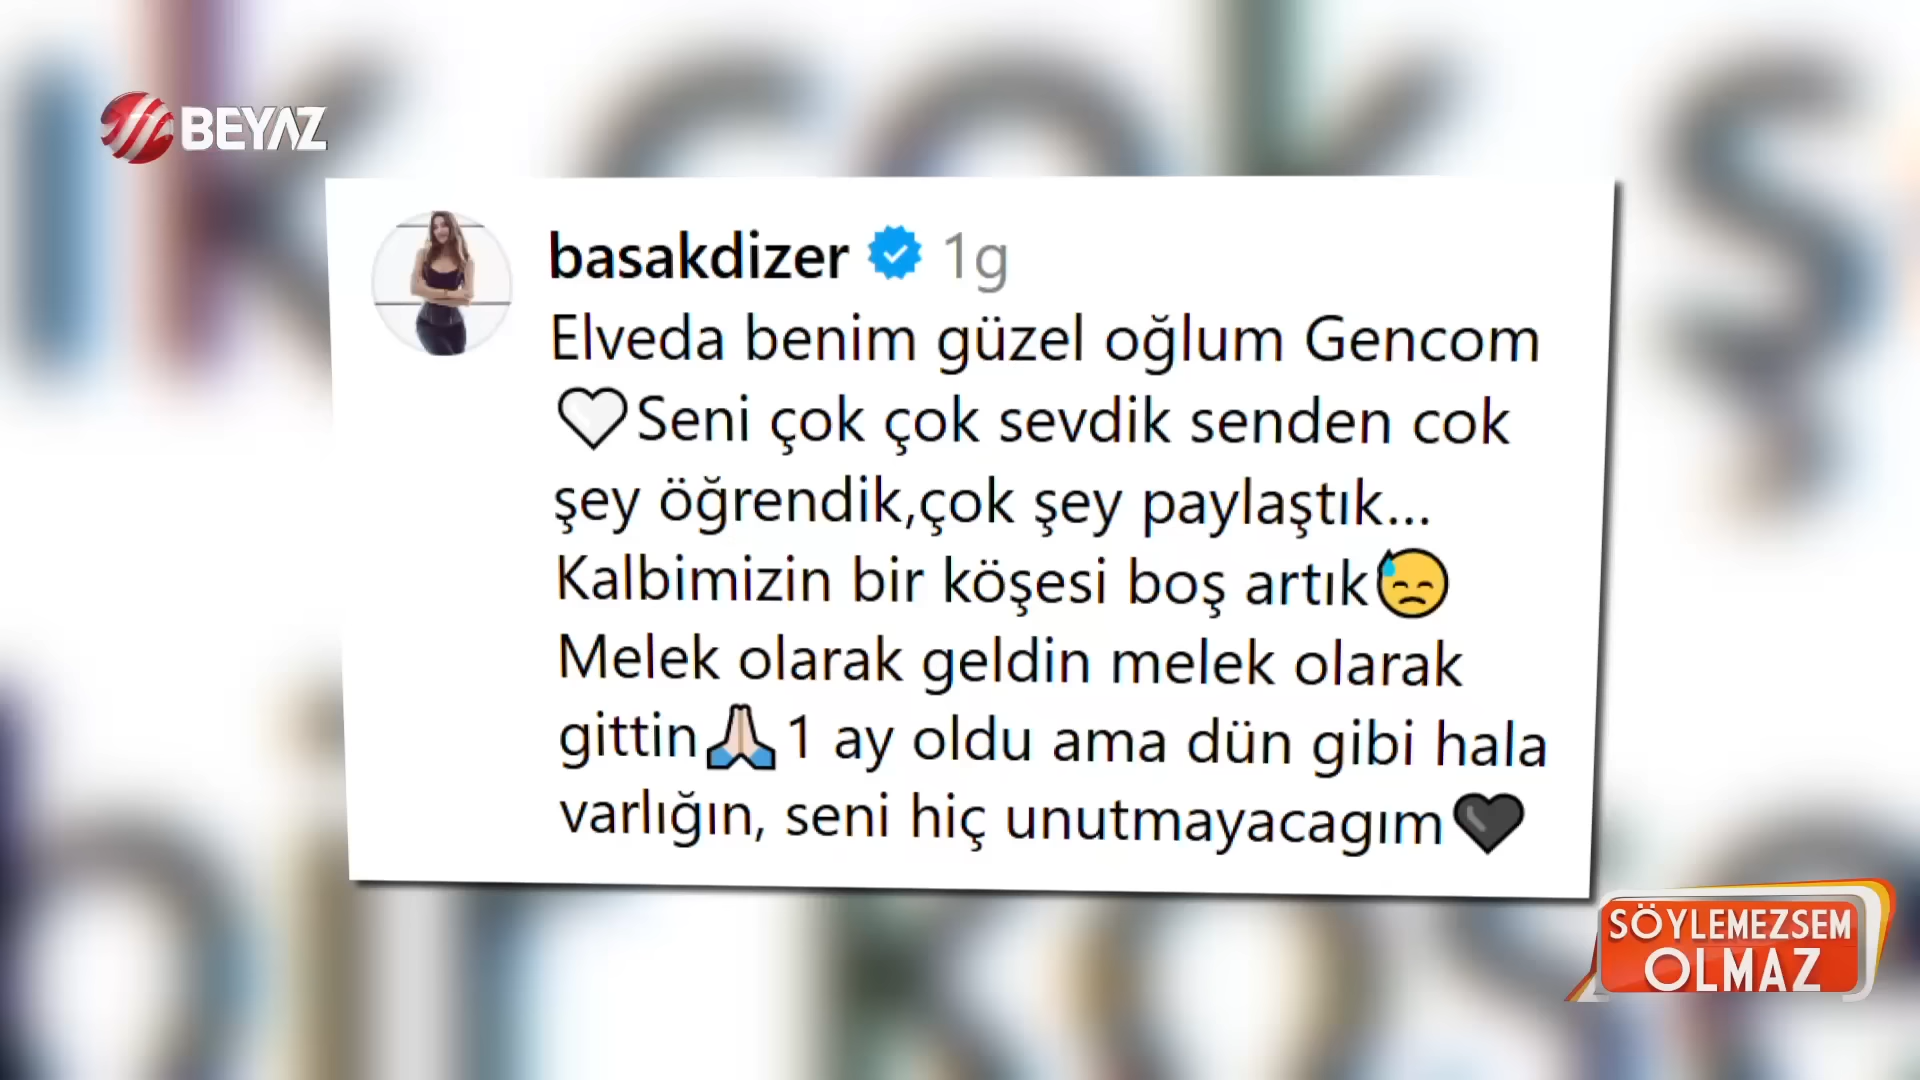 BEYAZ
basakdizer 1g
Elveda benim güzel oğlum Gencom
🤍Seni çok çok sevdik senden cok
şey öğrendik,çok şey paylaştık...
Kalbimizin bir köşesi boş artık😓
Melek olarak geldin melek olarak
gittin🙏🏻1 ay oldu ama dün gibi hala
varlığın, seni hiç unutmayacagım🖤
SÖYLEMEZSEM
OLMAZ